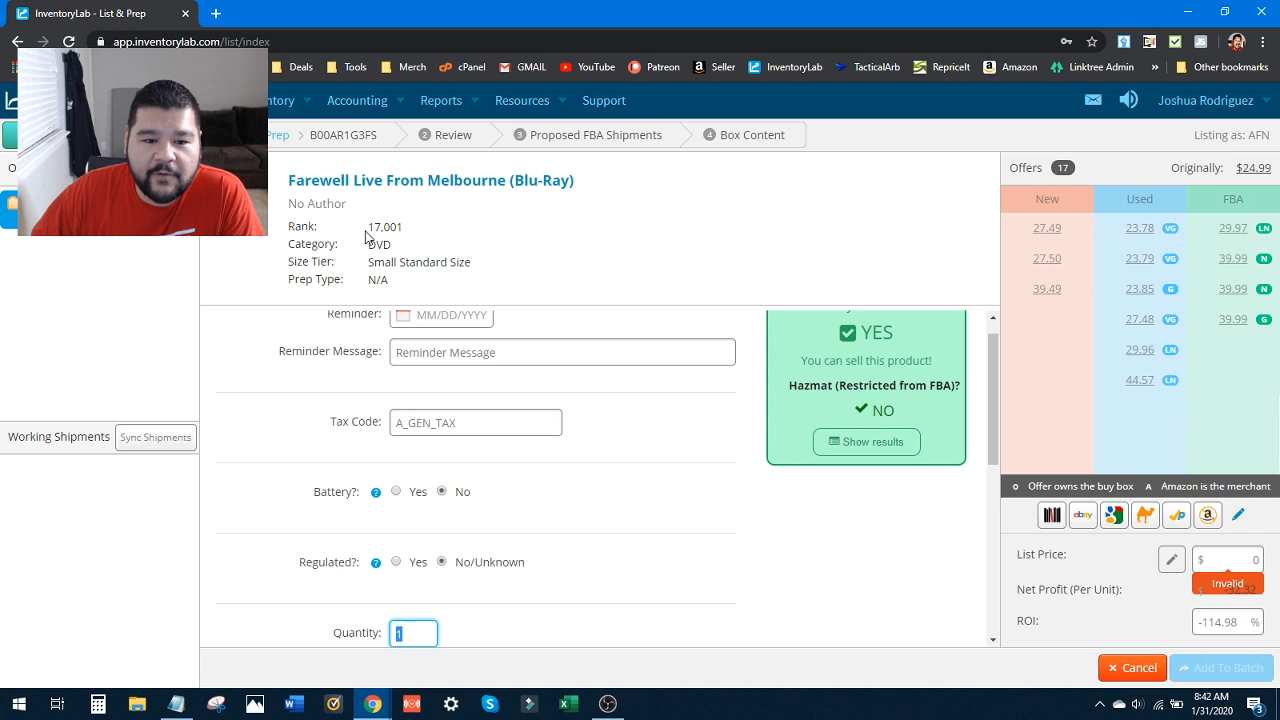 InventoryLab
app.inventorylab.com/list/index
Deals
Tools
Merch
cPanel
GMAIL
YouTube
Patreon
Seller
InventoryLab
TacticalArb
Repricelt
Amazon
Linktree Admin
»
Other bookmarks
ntory
Accounting
Reports
Resources
Support
Joshua Rodriguez
Prep
B00AR1G3FS
2 Review
3 Proposed FBA Shipments
4 Box Content
Listing as: AFN
Farewell Live From Melbourne (Blu-Ray)
No Author
Rank: 17,001
Category: DVD
Size Tier: Small Standard Size
Prep Type: N/A
Offers 17
Originally: $24.99
New Used FBA
27.49 23.78 VG 29.97 LN
27.50 23.79 VG 39.99 N
39.49 23.85 G 39.99 N
27.48 VG 39.99 G
29.96 LN
44.57 LN
Reminder: MM/DD/YYYY
Reminder Message: Reminder Message
YES
You can sell this product!
Hazmat (Restricted from FBA)?
NO
Show results
Tax Code: A_GEN_TAX
Working Shipments Sync Shipments
Battery?: ? Yes No
O Offer owns the buy box A Amazon is the merchant
ebay
Regulated?: ? Yes No/Unknown
List Price: $ 0
Invalid
Net Profit (Per Unit): $ -32.32
ROI: -114.98 %
Quantity: 1
Cancel
Add To Batch
8:42 AM
1/31/2020
3